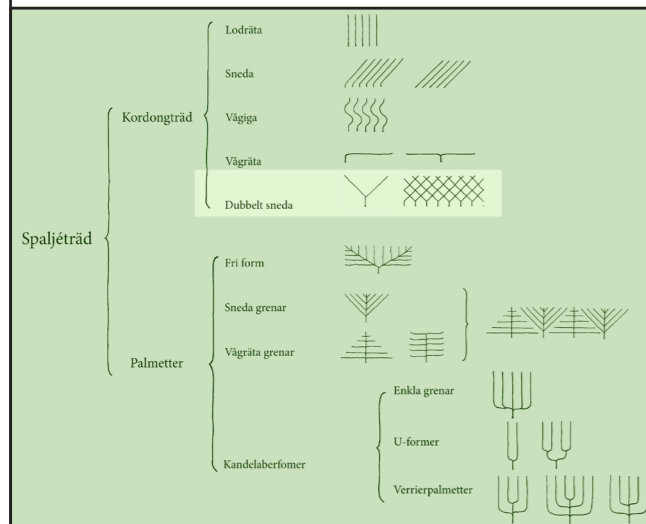 Lodräta
Sneda
Kordongträd
Vågiga
Vågräta
Dubbelt sneda
Spaljéträd
Fri form
Sneda grenar
Vågräta grenar
Palmetter
Enkla grenar
U-former
Kandelaberfomer
Verrierpalmetter